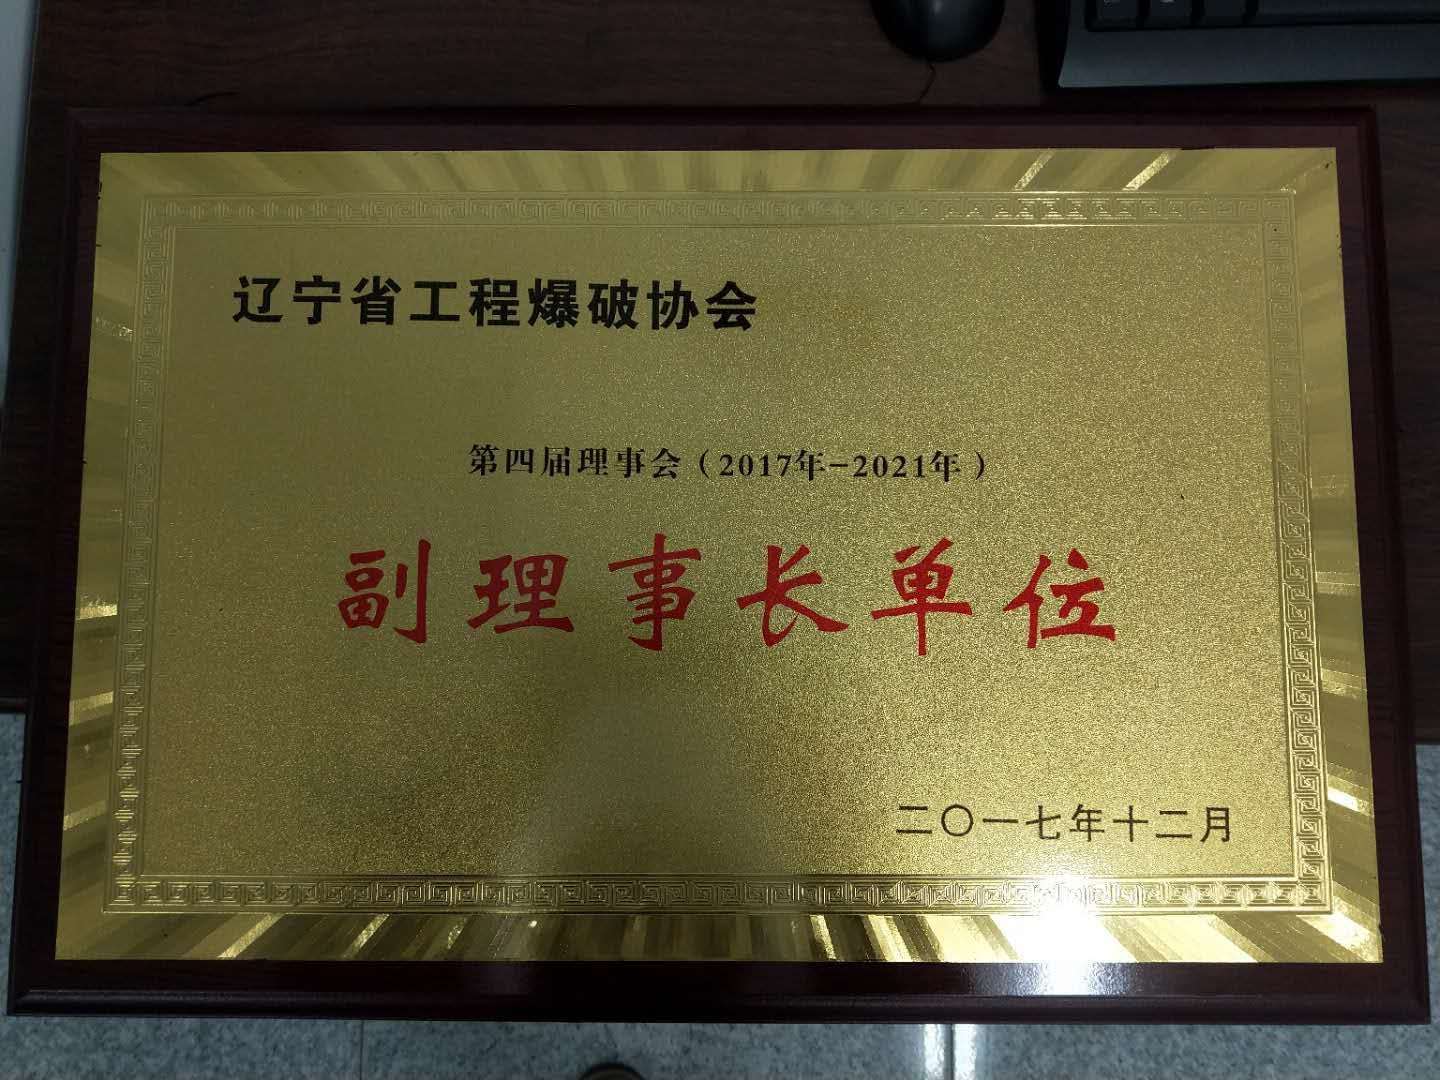 辽宁省工程爆破协会
第四届理事会（2017年-2021年）
副理事长单位
二〇一七年十二月